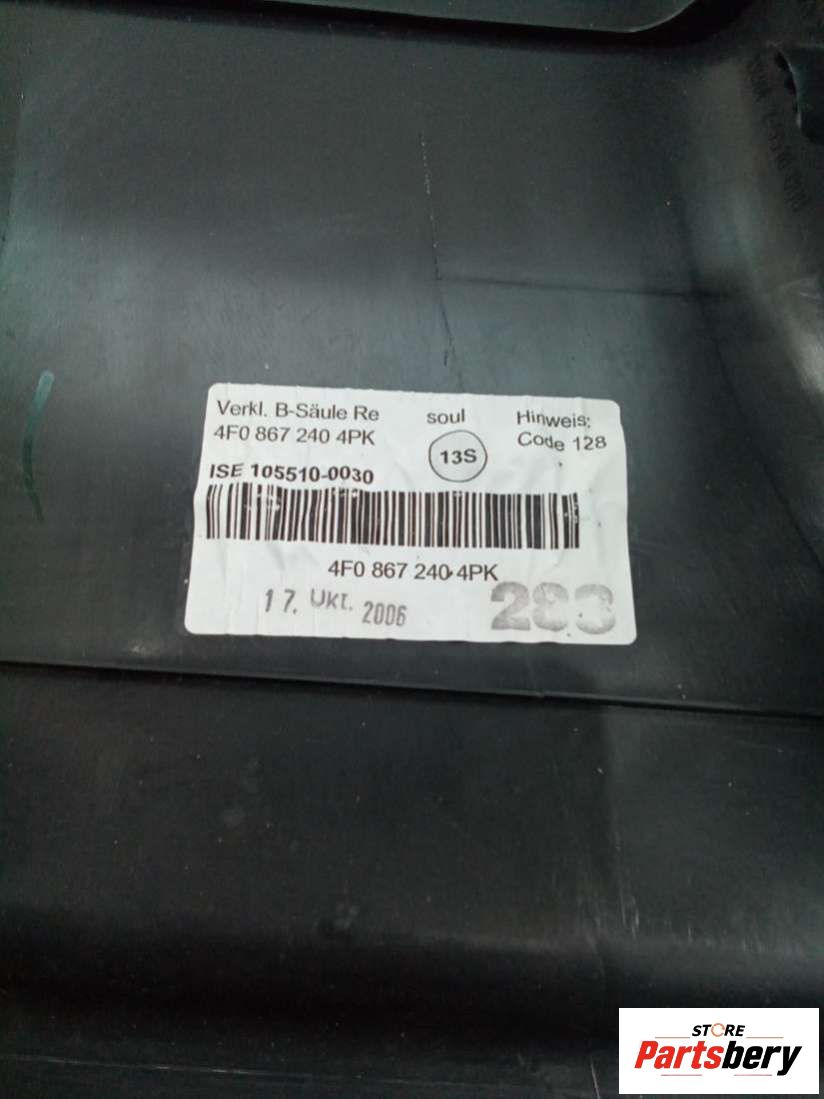 Verkl. B-Säule Re
4F0 867 240 4PK
soul
13S
Hinweis:
Code 128
ISE 105510-0030
4F0 867 240 4PK
17. OKT. 2006
283
STORE
Partsbery